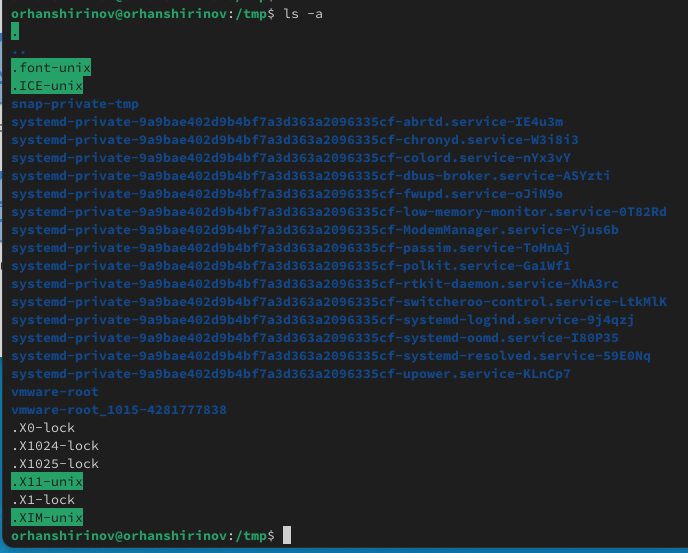 orhanshirinov@orhanshirinov:/tmp$ ls -a
.
..
.font-unix
.ICE-unix
snap-private-tmp
systemd-private-9a9bae402d9b4bf7a3d363a2096335cf-abrtd.service-IE4u3m
systemd-private-9a9bae402d9b4bf7a3d363a2096335cf-chronyd.service-W3i8i3
systemd-private-9a9bae402d9b4bf7a3d363a2096335cf-colord.service-nYx3vY
systemd-private-9a9bae402d9b4bf7a3d363a2096335cf-dbus-broker.service-ASYzti
systemd-private-9a9bae402d9b4bf7a3d363a2096335cf-fwupd.service-oJiN9o
systemd-private-9a9bae402d9b4bf7a3d363a2096335cf-low-memory-monitor.service-0T82Rd
systemd-private-9a9bae402d9b4bf7a3d363a2096335cf-ModemManager.service-Yjus6b
systemd-private-9a9bae402d9b4bf7a3d363a2096335cf-passim.service-ToHnAj
systemd-private-9a9bae402d9b4bf7a3d363a2096335cf-polkit.service-Ga1Wf1
systemd-private-9a9bae402d9b4bf7a3d363a2096335cf-rtkit-daemon.service-XhA3rc
systemd-private-9a9bae402d9b4bf7a3d363a2096335cf-switcheroo-control.service-LtkMlK
systemd-private-9a9bae402d9b4bf7a3d363a2096335cf-systemd-logind.service-9j4qzj
systemd-private-9a9bae402d9b4bf7a3d363a2096335cf-systemd-oomd.service-I80P35
systemd-private-9a9bae402d9b4bf7a3d363a2096335cf-systemd-resolved.service-59E0Nq
systemd-private-9a9bae402d9b4bf7a3d363a2096335cf-upower.service-KLnCp7
vmware-root
vmware-root_1015-4281777838
.X0-lock
.X1024-lock
.X1025-lock
.X11-unix
.X1-lock
.XIM-unix
orhanshirinov@orhanshirinov:/tmp$